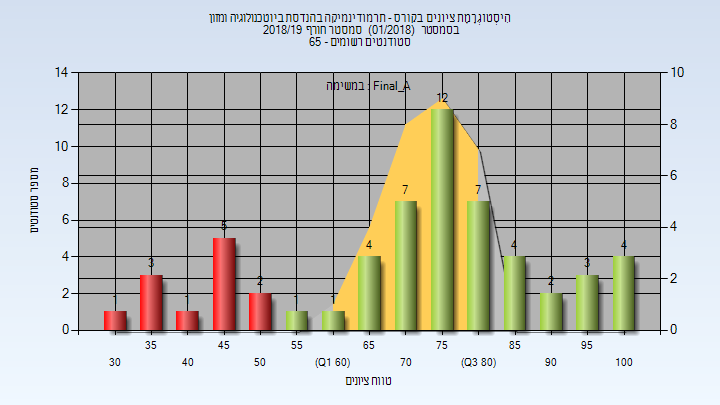 הִיסְטוֹגְרָמַת ציונים בקורס - תרמודינמיקה בהנדסת ביוטכנולוגיה ומזון
בסמסטר (01/2018) סמסטר חורף 2018/19
סטודנטים רשומים - 65
במשימה : Final_A
מספר סטודנטים
14 12 10 8 6 4 2 0
10 8 6 4 2 0
1 3 1 5 2 1 1 4 7 12 7 4 2 3 4
35 45 55 65 75 85 95
30 40 50 (Q1 60) 70 (Q3 80) 90 100
טווח ציונים